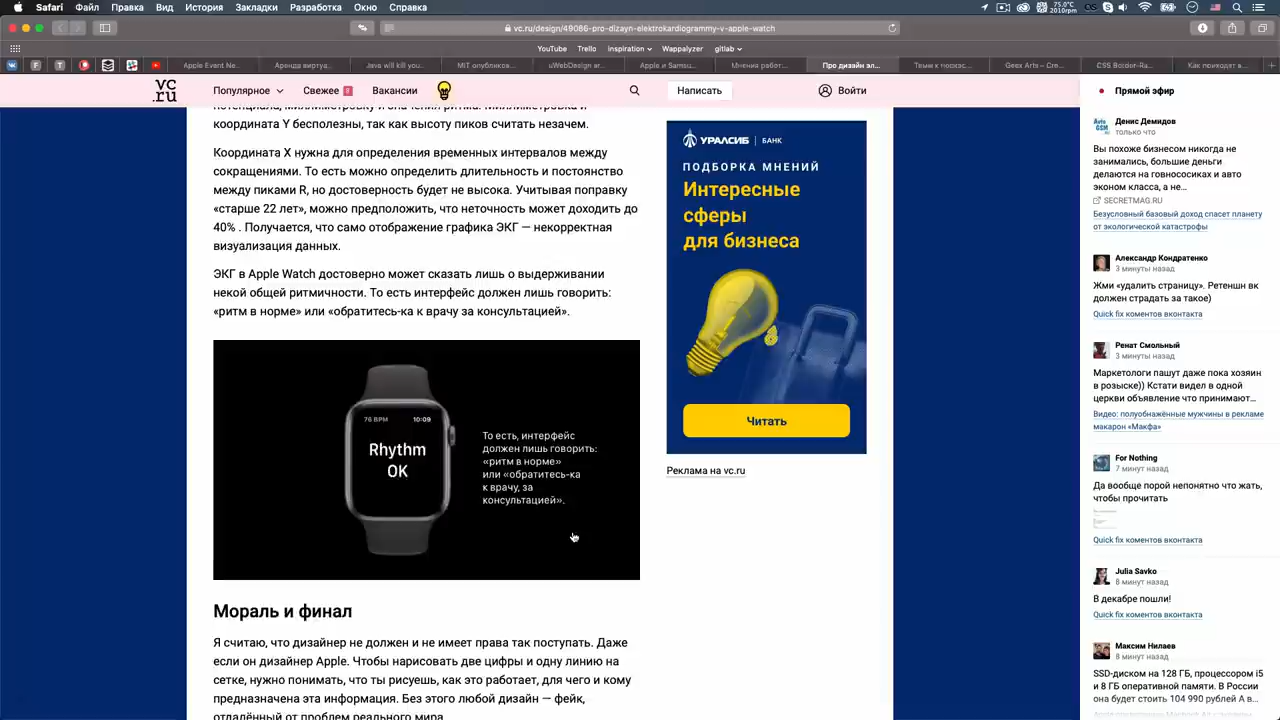 Safari Файл Правка Вид История Закладки Разработка Окно Справка
75,0°C
2010rpm
vc.ru/design/49086-pro-dizayn-elektrokardiogrammy-v-apple-watch
YouTube Trello inspiration Wappalyzer gitlab
Apple Event Ne... Аренда виртуа... Java will kill you... MIT опубликов... uWebDesign ar... Apple и Samsu... Мнения работ... Про дизайн эл... Geex Arts – Cre... CSS Border-Ra... Как приходят в...
vc
.ru
Популярное Свежее 8 Вакансии Написать Войти
координата Y бесполезны, так как высоту пиков считать незачем.
Координата X нужна для определения временных интервалов между
сокращениями. То есть можно определить длительность и постоянство
между пиками R, но достоверность будет не высока. Учитывая поправку
«старше 22 лет», можно предположить, что неточность может доходить до
40% . Получается, что само отображение графика ЭКГ — некорректная
визуализация данных.
ЭКГ в Apple Watch достоверно может сказать лишь о выдерживании
некой общей ритмичности. То есть интерфейс должен лишь говорить:
«ритм в норме» или «обратитесь-ка к врачу за консультацией».
76 BPM 10:09
Rhythm
OK
То есть, интерфейс
должен лишь говорить:
«ритм в норме»
или «обратитесь-ка
к врачу, за
консультацией».
Мораль и финал
Я считаю, что дизайнер не должен и не имеет права так поступать. Даже
если он дизайнер Apple. Чтобы нарисовать две цифры и одну линию на
сетке, нужно понимать, что ты рисуешь, как это работает, для чего и кому
предназначена эта информация. Без этого любой дизайн — фейк,
отдалённый от проблем реального мира.
УРАЛСИБ | БАНК
ПОДБОРКА МНЕНИЙ
Интересные
сферы
для бизнеса
Читать
Реклама на vc.ru
Прямой эфир
Денис Демидов
только что
Вы похоже бизнесом никогда не
занимались, большие деньги
делаются на говнососиках и авто
эконом класса, а не...
SECRETMAG.RU
Безусловный базовый доход спасет планету
от экологической катастрофы
Александр Кондратенко
3 минуты назад
Жми «удалить страницу». Ретеншн вк
должен страдать за такое)
Quick fix коментов вконтакта
Ренат Смольный
3 минуты назад
Маркетологи пашут даже пока хозяин
в розыске)) Кстати видел в одной
церкви объявление что принимают...
Видео: полуобнажённые мужчины в рекламе
макарон «Макфа»
For Nothing
7 минут назад
Да вообще порой непонятно что жать,
чтобы прочитать
Quick fix коментов вконтакта
Julia Savko
8 минут назад
В декабре пошли!
Quick fix коментов вконтакта
Максим Нилаев
8 минут назад
SSD-диском на 128 ГБ, процессором i5
и 8 ГБ оперативной памяти. В России
она будет стоить 104 990 рублей А в...